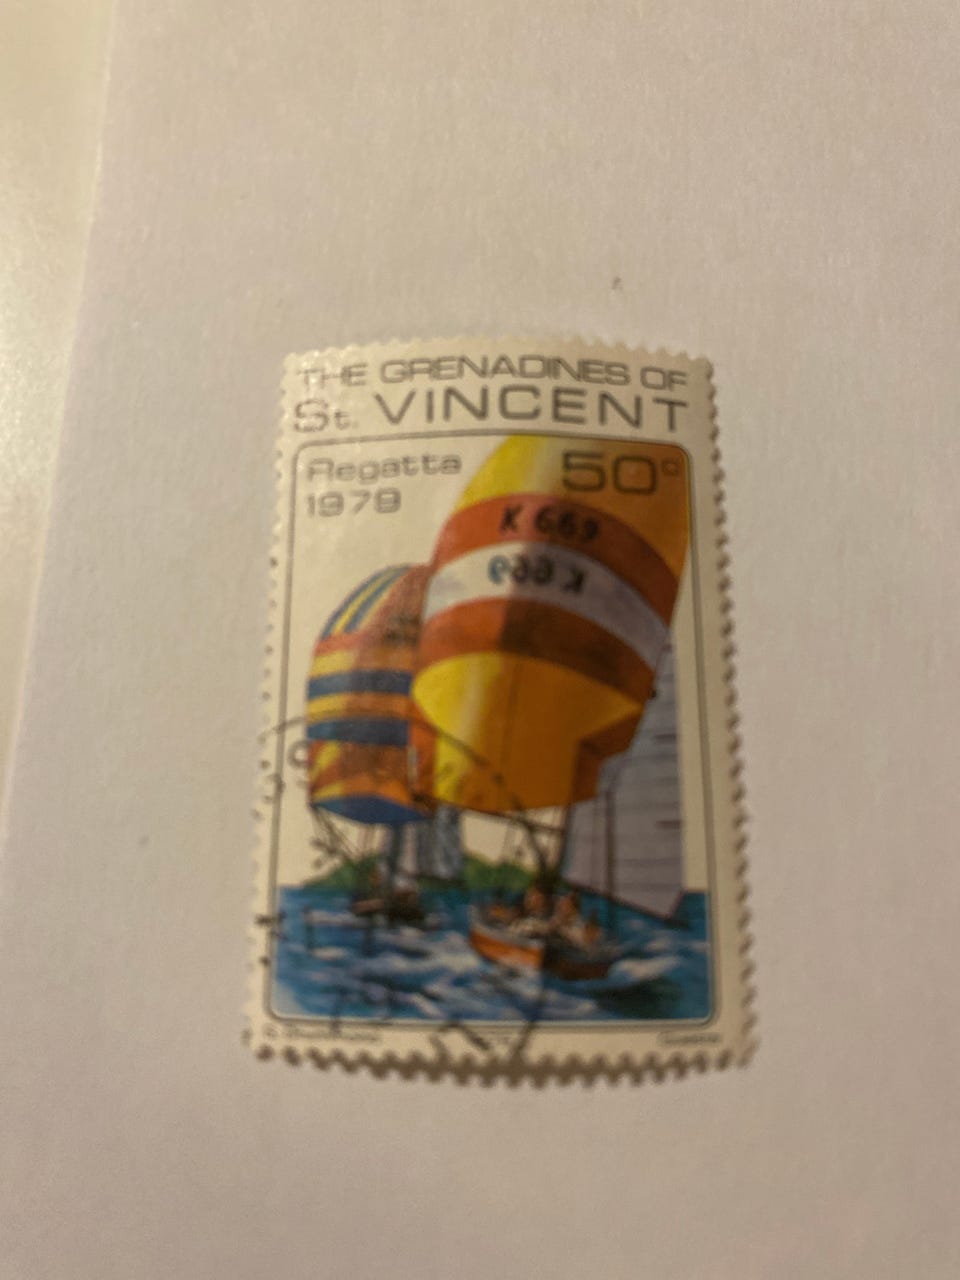 THE GRENADINES OF
St. VINCENT
Regatta
1979
50c
K 669
K 669